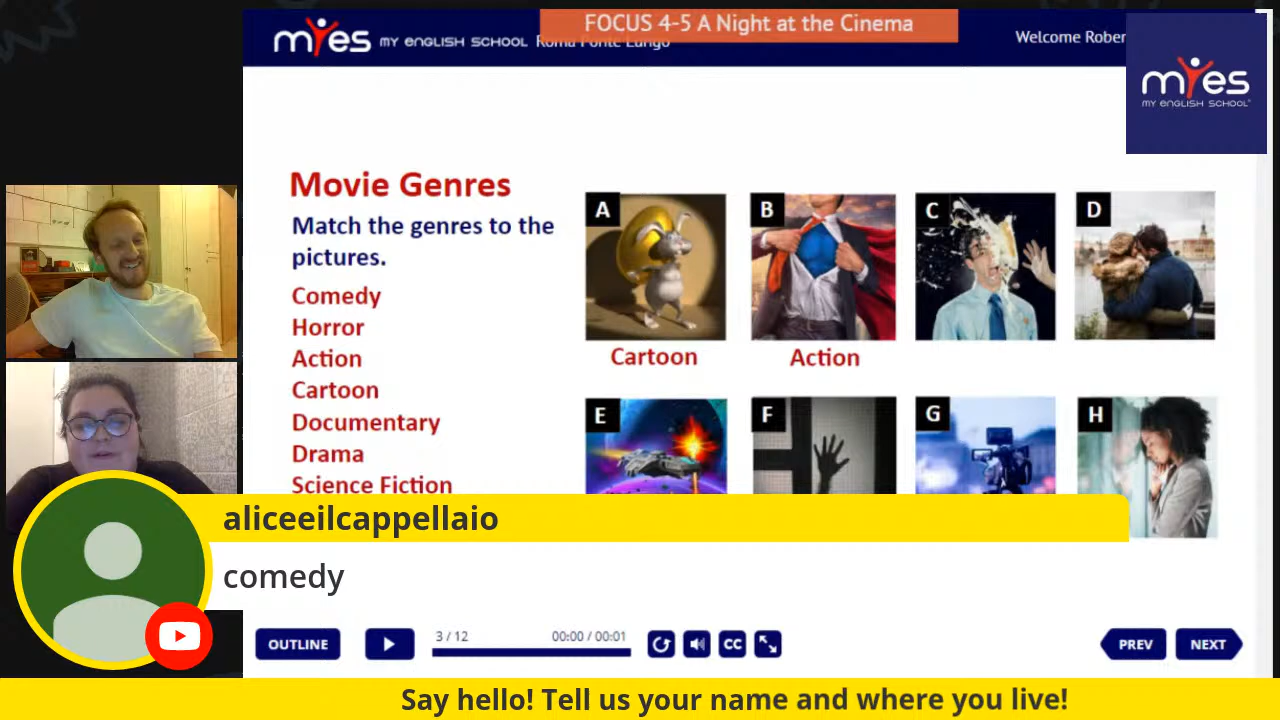 FOCUS 4-5 A Night at the Cinema
myes MY ENGLISH SCHOOL Roma Ponte Lungo
Welcome Rober
myes
MY ENGLISH SCHOOL
Movie Genres
Match the genres to the
pictures.
Comedy
Horror
Action
Cartoon
Documentary
Drama
Science Fiction
A
B
C
D
Cartoon
Action
E
F
G
H
aliceeilcappellaio
comedy
OUTLINE
3 / 12
00:00 / 00:01
CC
PREV
NEXT
Say hello! Tell us your name and where you live!